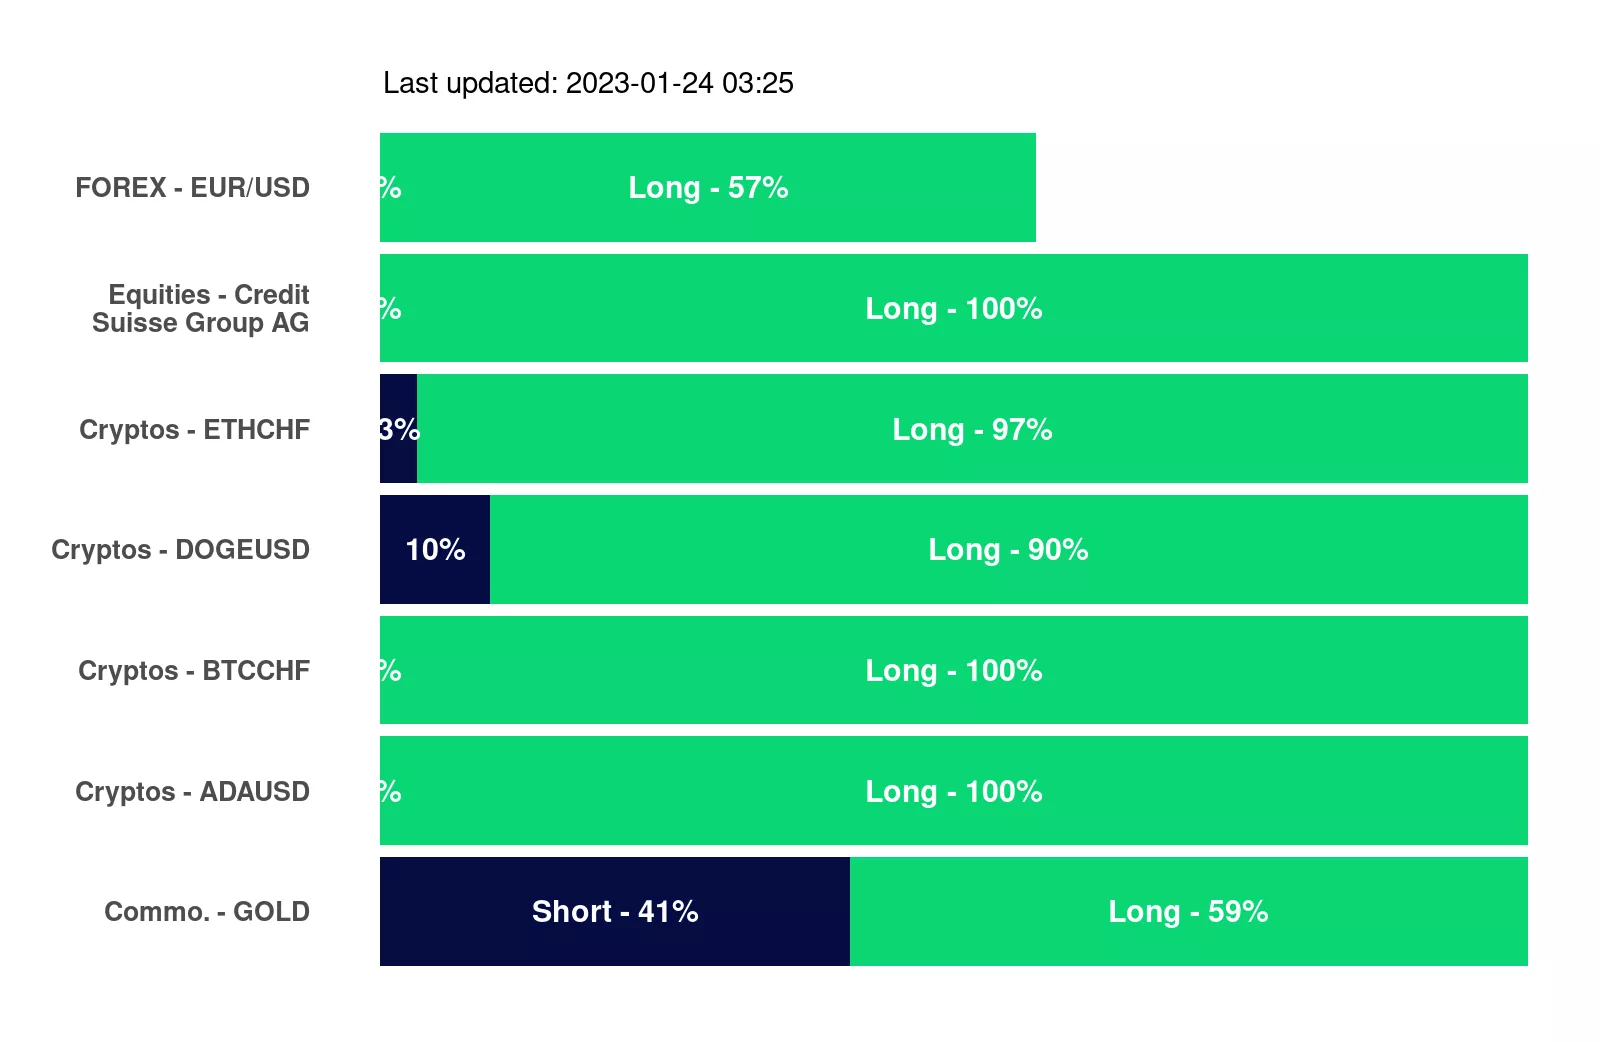 Last updated: 2023-01-24 03:25
FOREX - EUR/USD
%
Long - 57%
Equities - Credit
Suisse Group AG
%
Long - 100%
Cryptos - ETHCHF
3%
Long - 97%
Cryptos - DOGEUSD
10%
Long - 90%
Cryptos - BTCCHF
%
Long - 100%
Cryptos - ADAUSD
%
Long - 100%
Commo. - GOLD
Short - 41%
Long - 59%